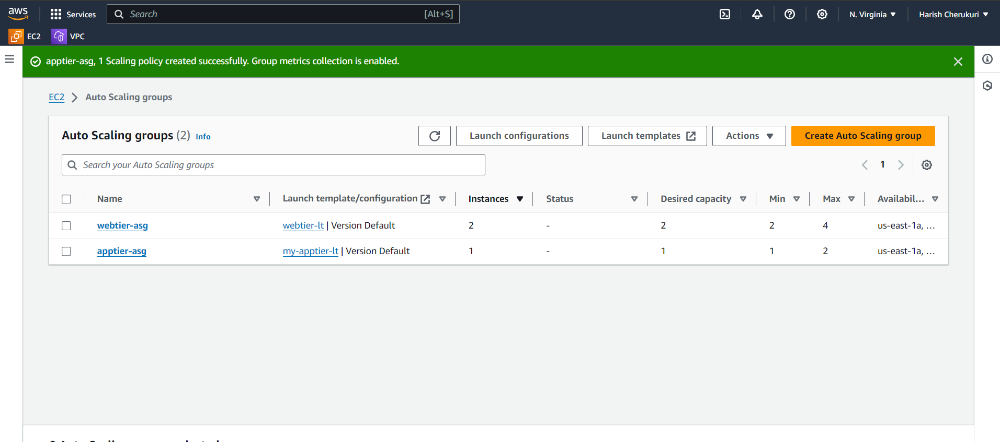 aws Services Search [Alt+S] N. Virginia Harish Cherukuri
EC2 VPC
apptier-asg, 1 Scaling policy created successfully. Group metrics collection is enabled.
EC2 Auto Scaling groups
Auto Scaling groups (2) Info Launch configurations Launch templates Actions Create Auto Scaling group
Search your Auto Scaling groups 1
Name Launch template/configuration Instances Status Desired capacity Min Max Availabil...
webtier-asg webtier-lt | Version Default 2 - 2 2 4 us-east-1a, ...
apptier-asg my-apptier-lt | Version Default 1 - 1 1 2 us-east-1a, ...